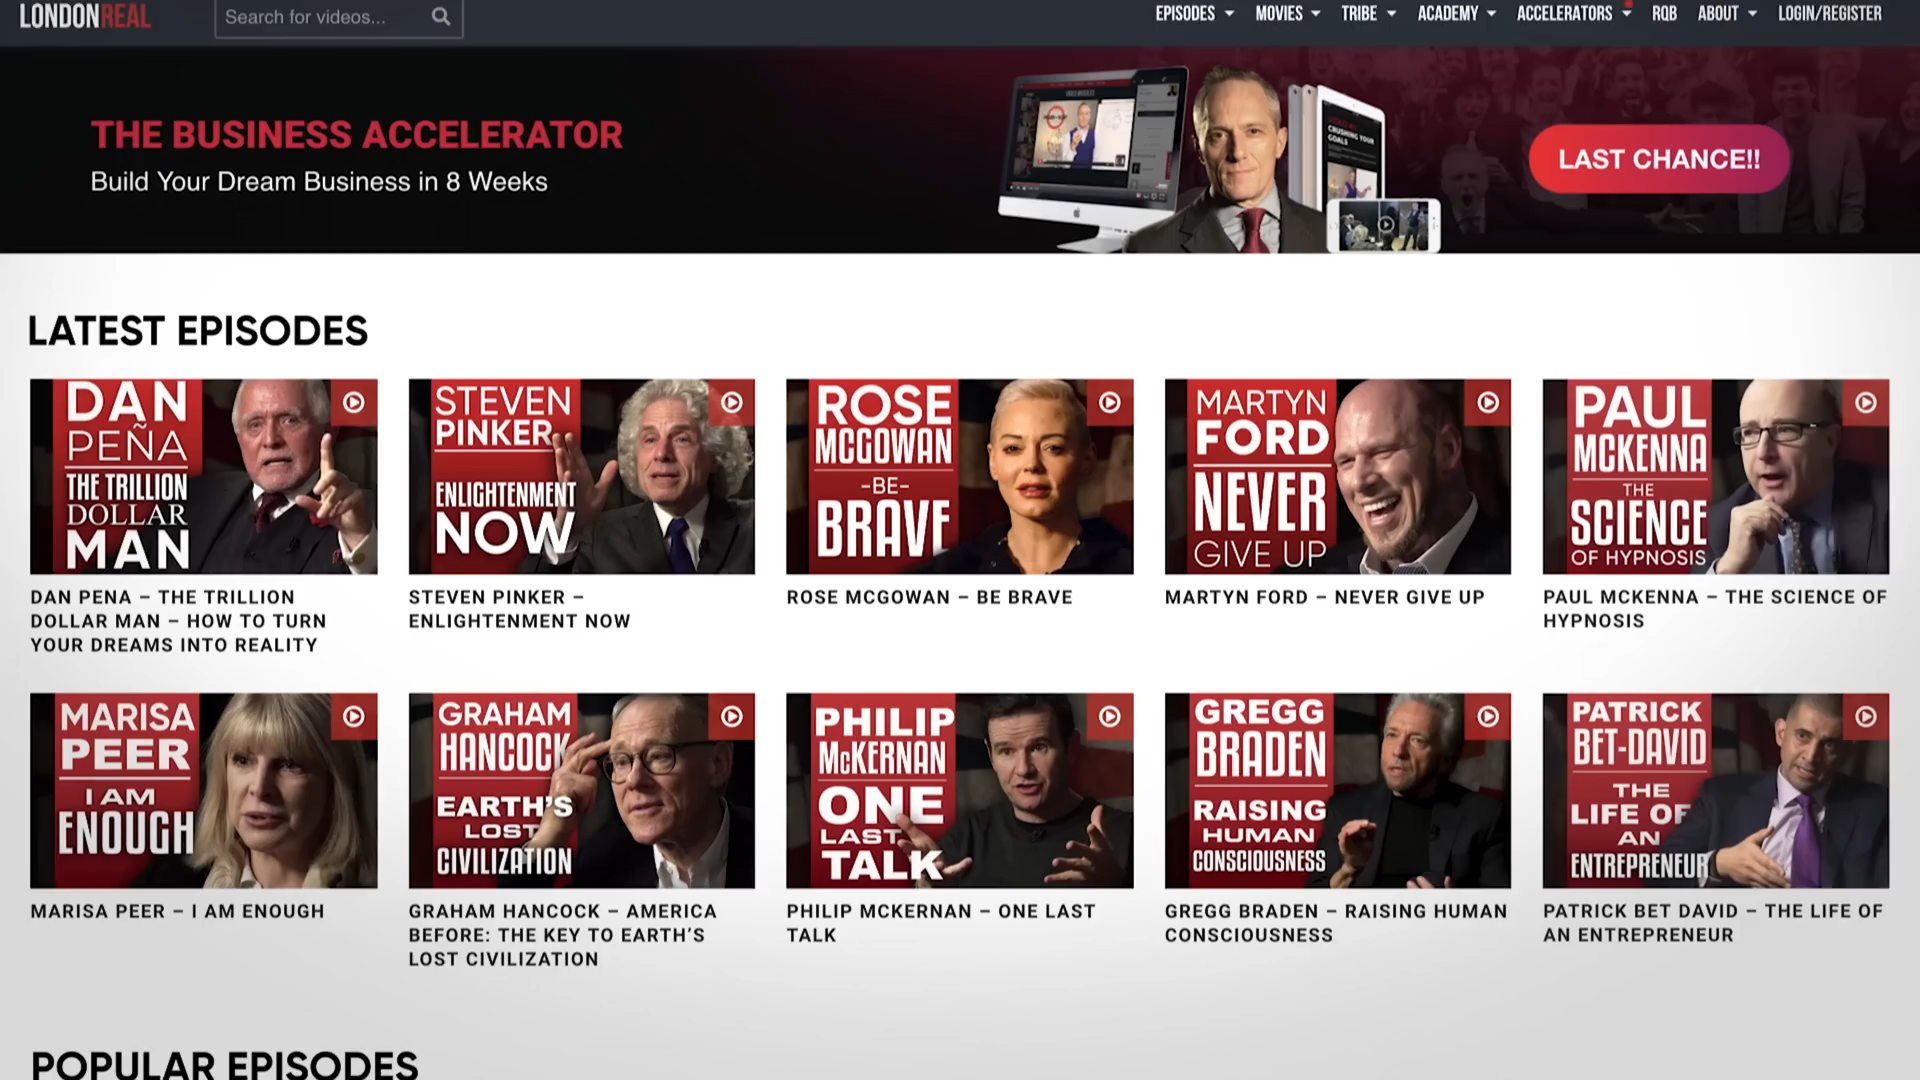 LONDONREAL
Search for videos...
EPISODES
MOVIES
TRIBE
ACADEMY
ACCELERATORS
RQB
ABOUT
LOGIN/REGISTER
THE BUSINESS ACCELERATOR
Build Your Dream Business in 8 Weeks
CRUSHING YOUR
GOALS
LAST CHANCE!!
LATEST EPISODES
DAN
PEÑA
THE TRILLION
DOLLAR
MAN
STEVEN
PINKER
ENLIGHTENMENT
NOW
ROSE
MCGOWAN
-BE-
BRAVE
MARTYN
FORD
NEVER
GIVE UP
PAUL
MCKENNA
THE
SCIENCE
OF HYPNOSIS
DAN PENA – THE TRILLION
DOLLAR MAN – HOW TO TURN
YOUR DREAMS INTO REALITY
STEVEN PINKER –
ENLIGHTENMENT NOW
ROSE MCGOWAN – BE BRAVE
MARTYN FORD – NEVER GIVE UP
PAUL MCKENNA – THE SCIENCE OF
HYPNOSIS
MARISA
PEER
I AM
ENOUGH
GRAHAM
HANCOCK
EARTH'S
LOST
CIVILIZATION
PHILIP
McKERNAN
ONE
LAST
TALK
GREGG
BRADEN
RAISING
HUMAN
CONSCIOUSNESS
PATRICK
BET-DAVID
THE
LIFE OF
AN
ENTREPRENEUR
MARISA PEER – I AM ENOUGH
GRAHAM HANCOCK – AMERICA
BEFORE: THE KEY TO EARTH'S
LOST CIVILIZATION
PHILIP MCKERNAN – ONE LAST
TALK
GREGG BRADEN – RAISING HUMAN
CONSCIOUSNESS
PATRICK BET DAVID – THE LIFE OF
AN ENTREPRENEUR
POPULAR EPISODES